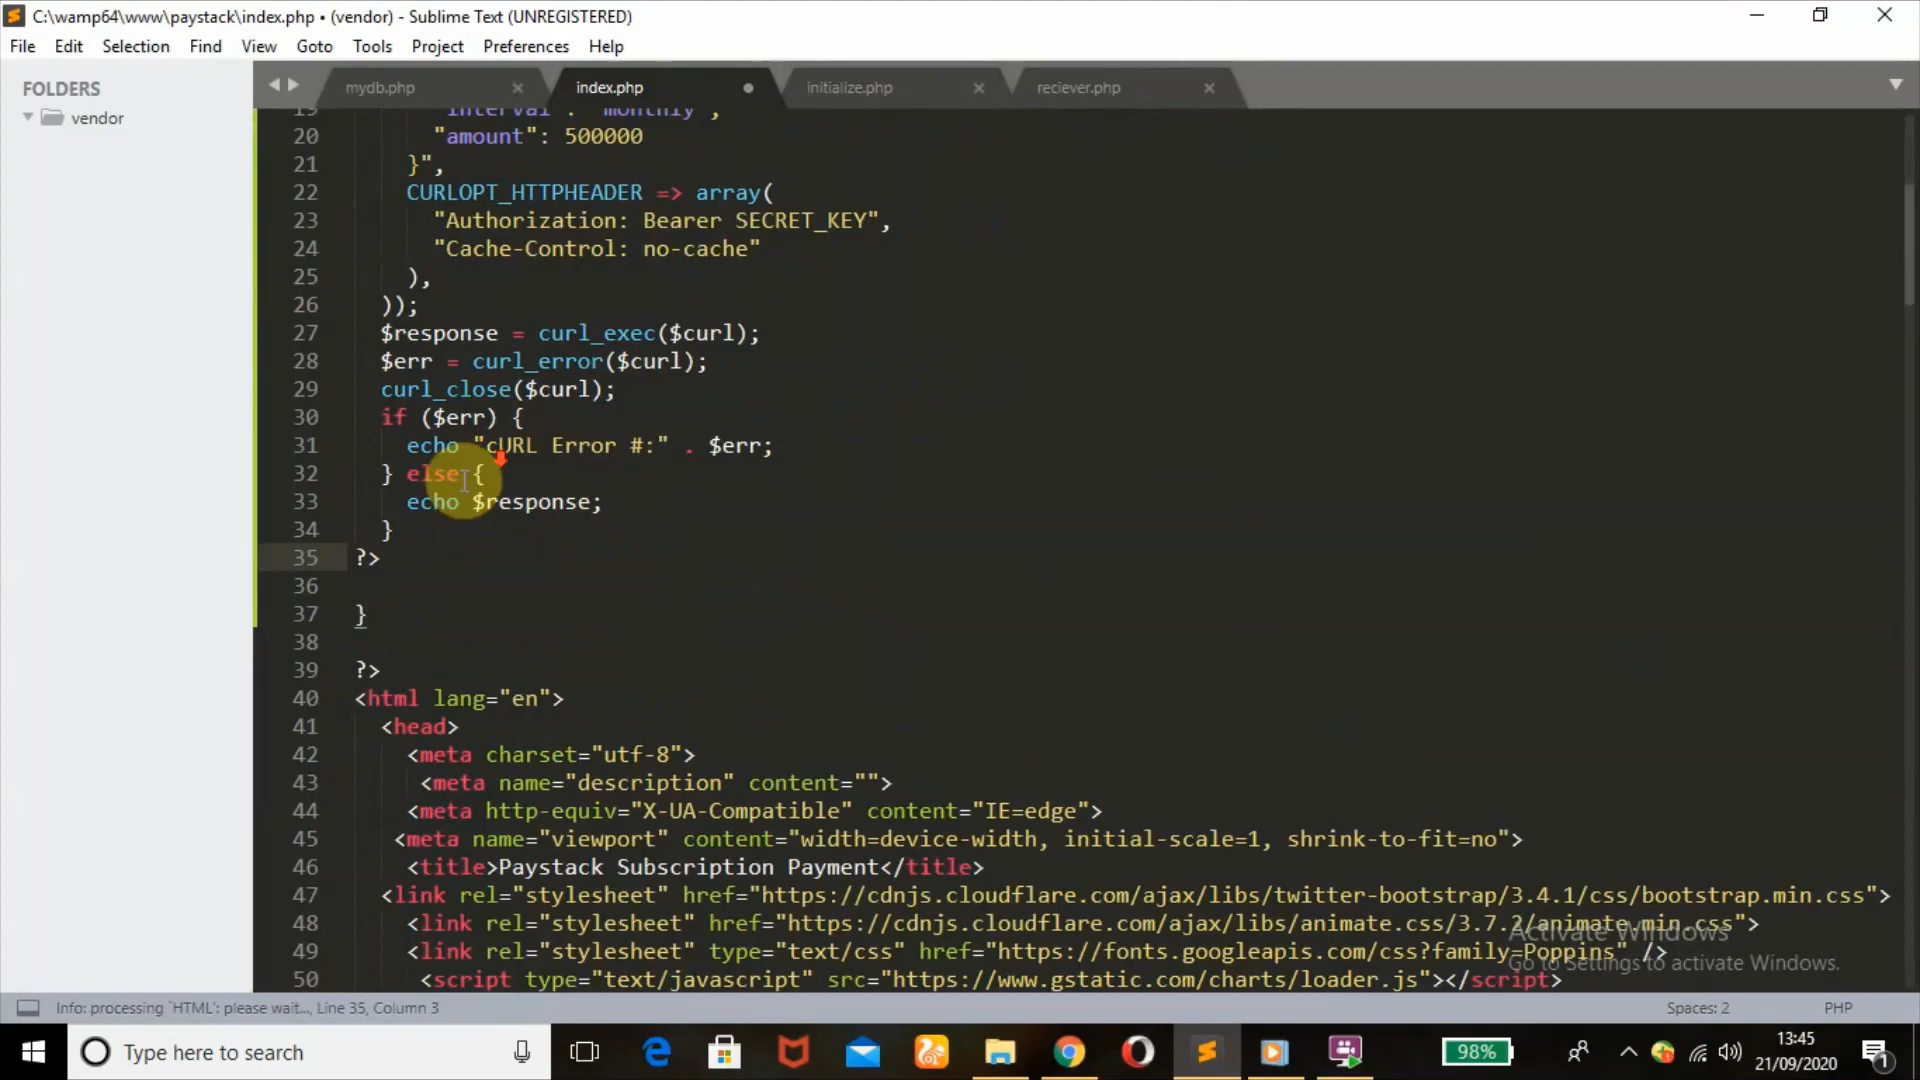 C:\wamp64\www\paystack\index.php • (vendor) - Sublime Text (UNREGISTERED)
File Edit Selection Find View Goto Tools Project Preferences Help
FOLDERS
vendor
mydb.php index.php initialize.php reciever.php
19 "interval": "monthly",
20 "amount": 500000
21 }",
22 CURLOPT_HTTPHEADER => array(
23 "Authorization: Bearer SECRET_KEY",
24 "Cache-Control: no-cache"
25 ),
26 ));
27 $response = curl_exec($curl);
28 $err = curl_error($curl);
29 curl_close($curl);
30 if ($err) {
31 echo "cURL Error #:" . $err;
32 } else {
33 echo $response;
34 }
35 ?>
36
37 }
38
39 ?>
40 <html lang="en">
41 <head>
42 <meta charset="utf-8">
43 <meta name="description" content="">
44 <meta http-equiv="X-UA-Compatible" content="IE=edge">
45 <meta name="viewport" content="width=device-width, initial-scale=1, shrink-to-fit=no">
46 <title>Paystack Subscription Payment</title>
47 <link rel="stylesheet" href="https://cdnjs.cloudflare.com/ajax/libs/twitter-bootstrap/3.4.1/css/bootstrap.min.css">
48 <link rel="stylesheet" href="https://cdnjs.cloudflare.com/ajax/libs/animate.css/3.7.2/animate.min.css">
49 <link rel="stylesheet" type="text/css" href="https://fonts.googleapis.com/css?family=Poppins" />
50 <script type="text/javascript" src="https://www.gstatic.com/charts/loader.js"></script>
Activate Windows
Go to Settings to activate Windows.
Info: processing `HTML': please wait..., Line 35, Column 3 Spaces: 2 PHP
Type here to search 98% 13:45
21/09/2020
1